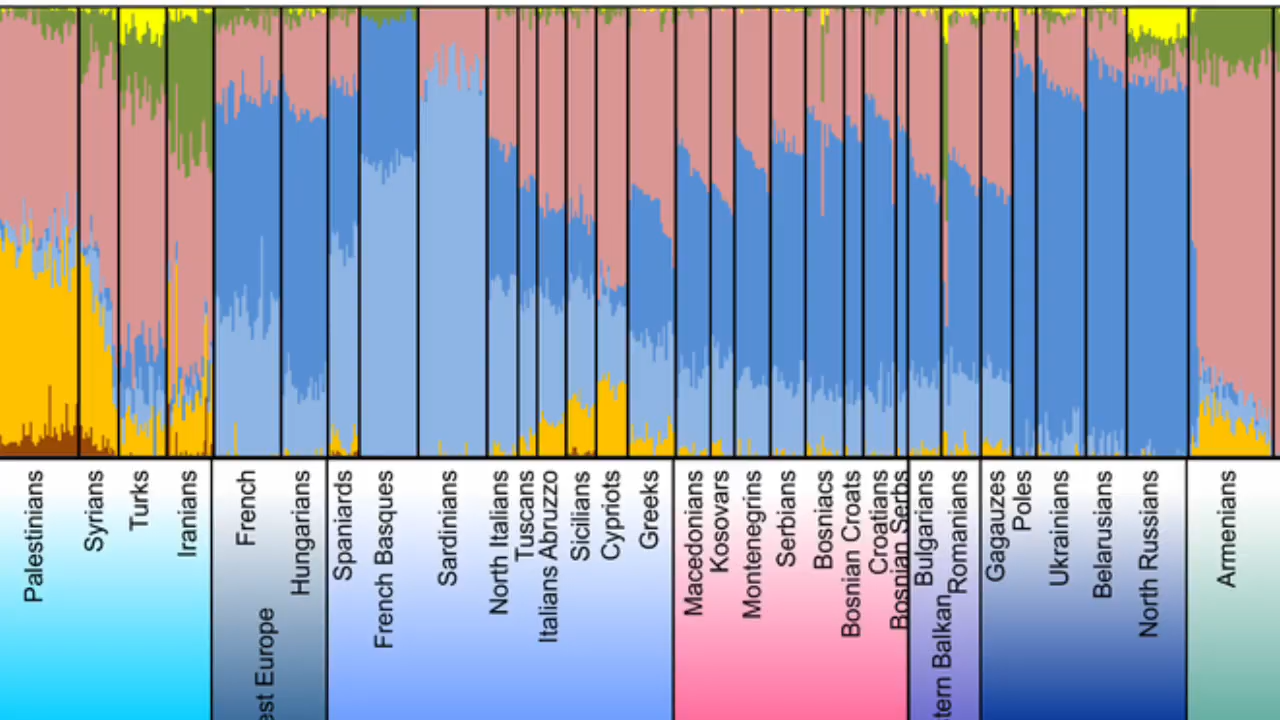 Palestinians
Syrians
Turks
Iranians
French
Hungarians
Spaniards
French Basques
Sardinians
North Italians
Tuscans
Italians Abruzzo
Sicilians
Cypriots
Greeks
Macedonians
Kosovars
Montenegrins
Serbians
Bosniacs
Bosnian Croats
Croatians
Bosnian Serbs
Bulgarians
Romanians
Gagauzes
Poles
Ukrainians
Belarusians
North Russians
Armenians
est Europe
tern Balkan